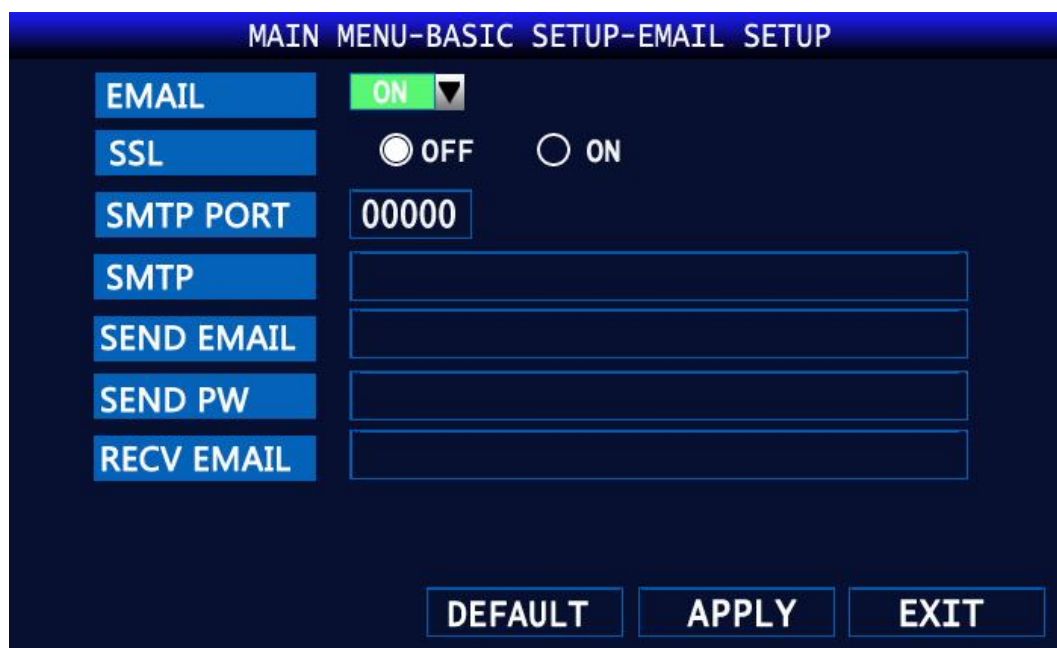 MAIN MENU-BASIC SETUP-EMAIL SETUP
EMAIL ON
SSL OFF ON
SMTP PORT 00000
SMTP
SEND EMAIL
SEND PW
RECV EMAIL
DEFAULT APPLY EXIT